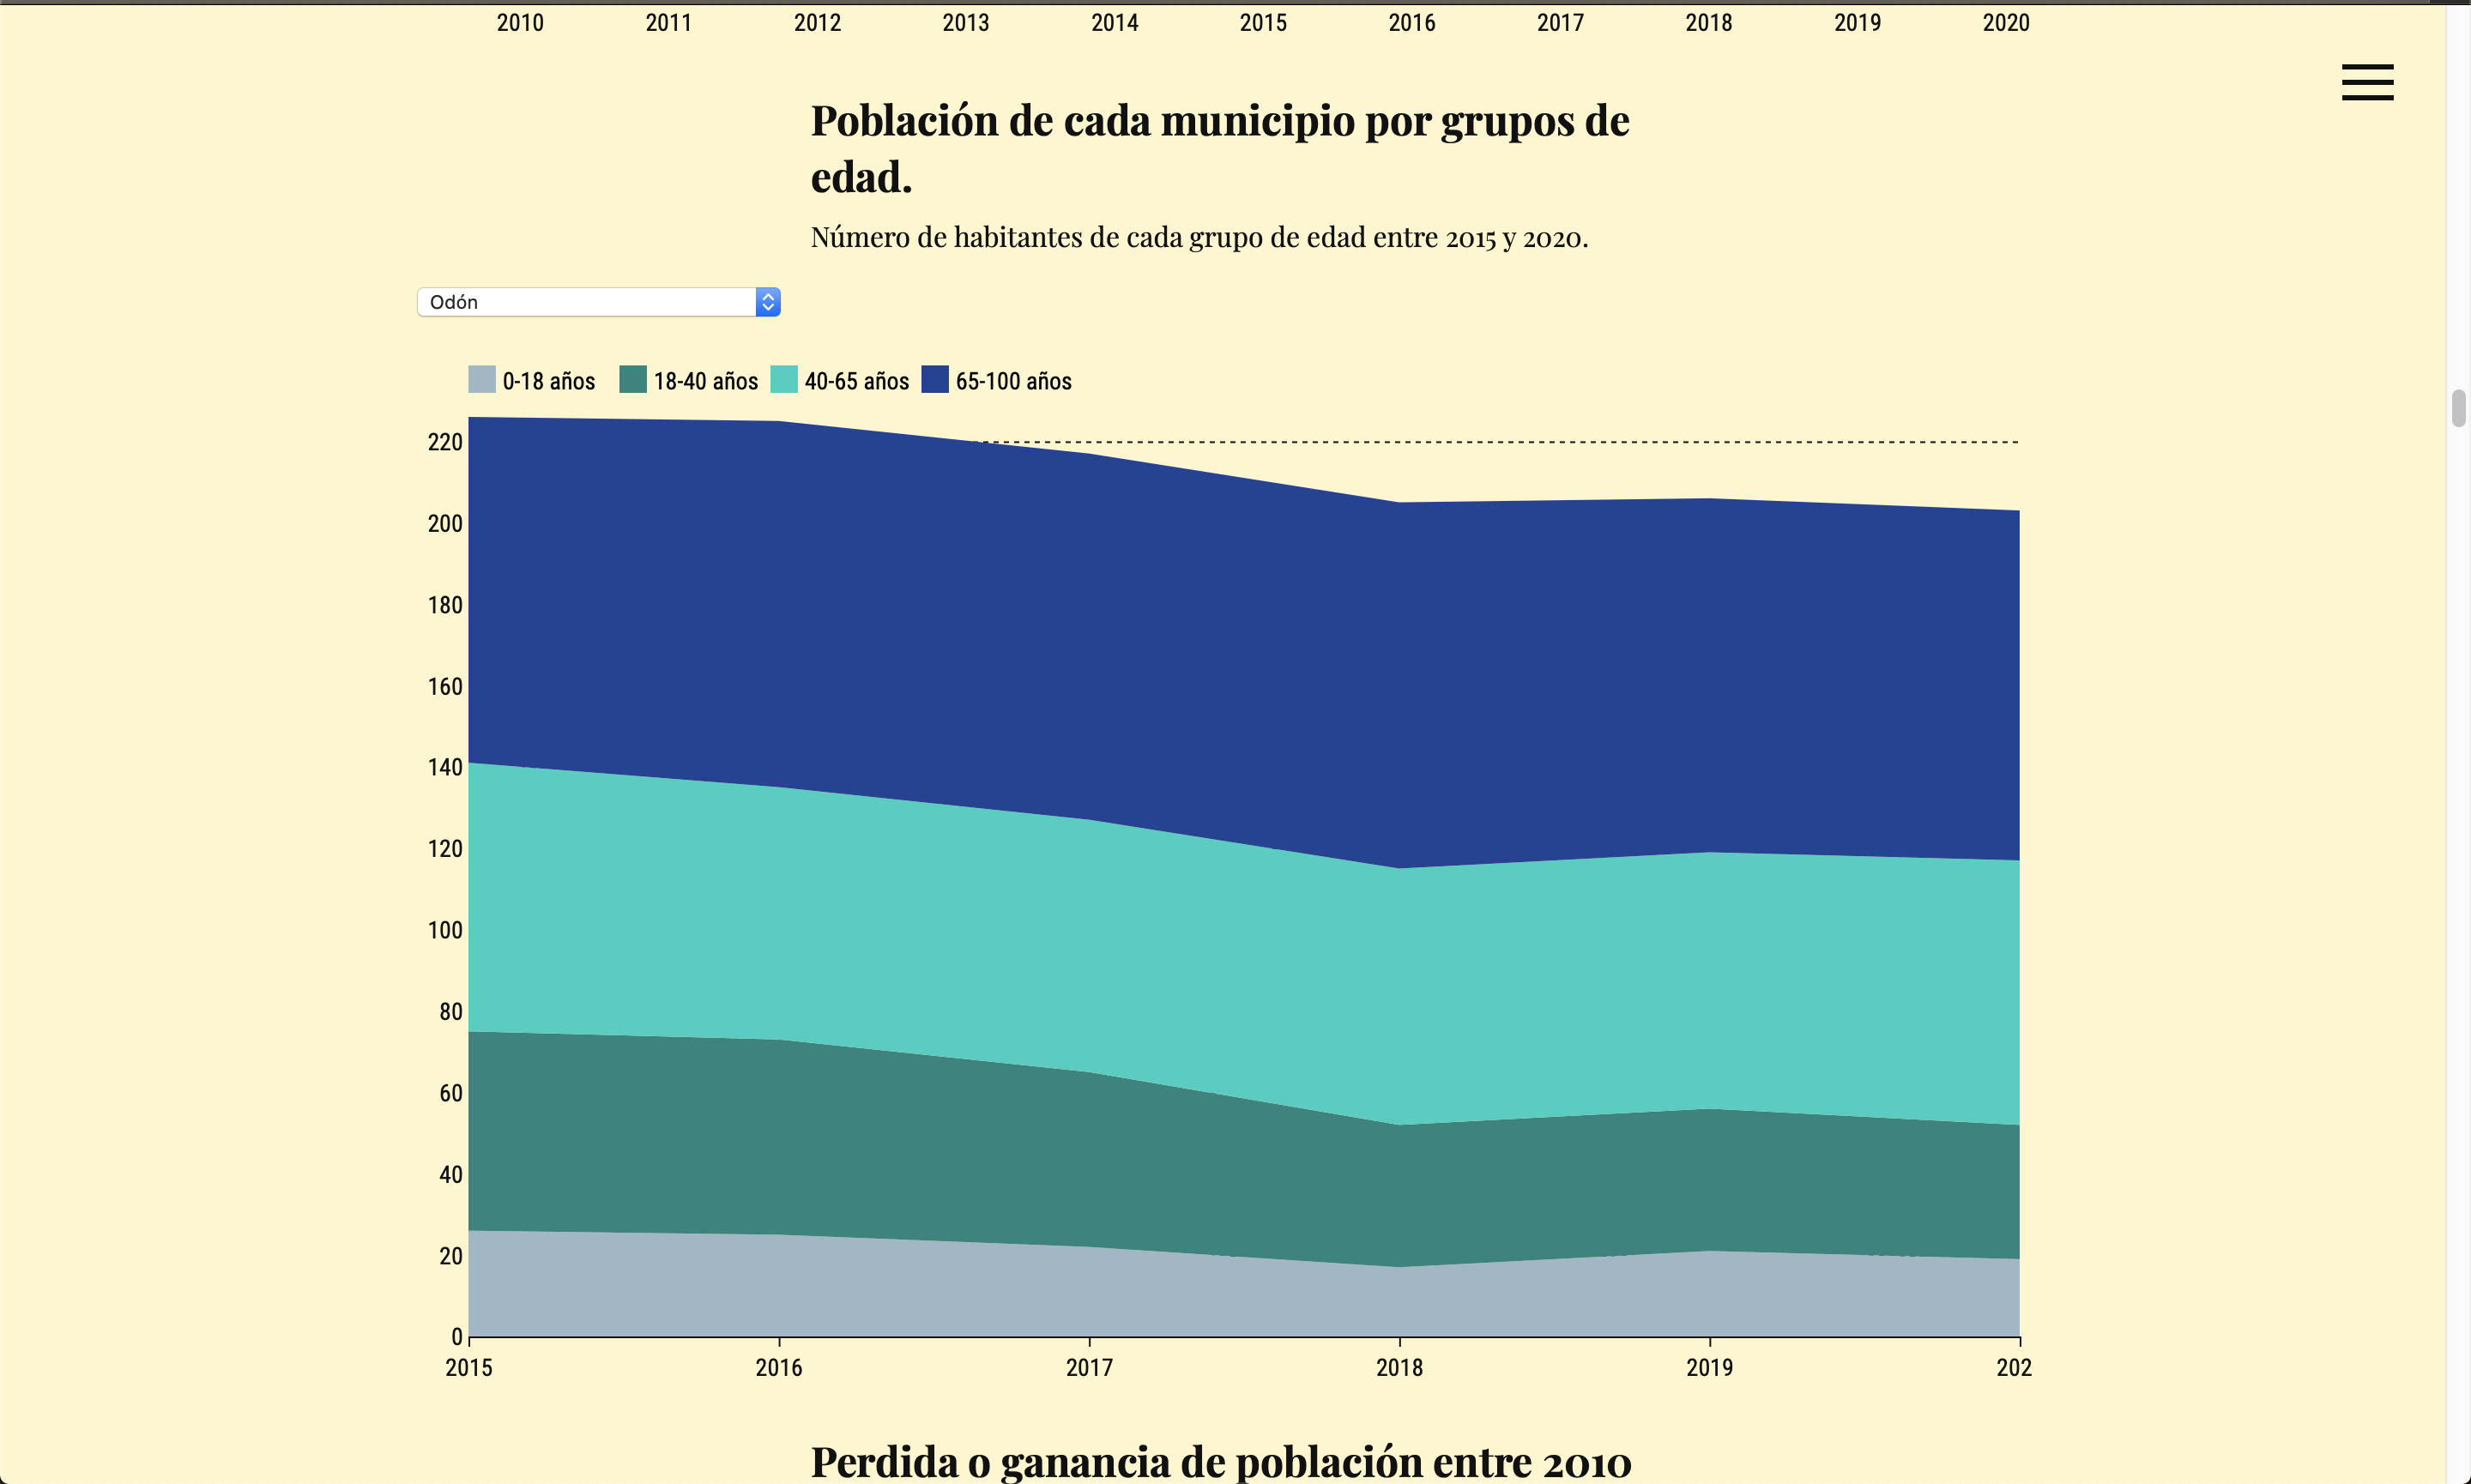 2010 2011 2012 2013 2014 2015 2016 2017 2018 2019 2020
Población de cada municipio por grupos de
edad.
Número de habitantes de cada grupo de edad entre 2015 y 2020.
Odón
0-18 años 18-40 años 40-65 años 65-100 años
220
200
180
160
140
120
100
80
60
40
20
0
2015 2016 2017 2018 2019 202
Perdida o ganancia de población entre 2010